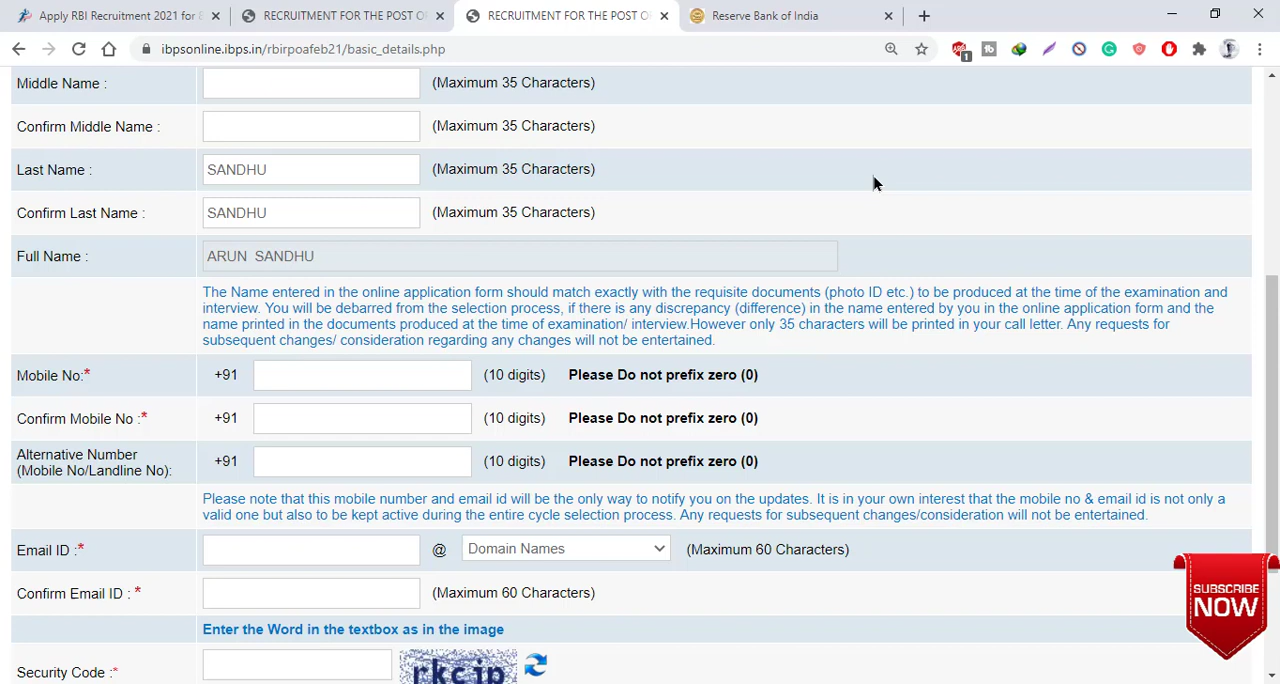 Apply RBI Recruitment 2021 for 8
RECRUITMENT FOR THE POST O
RECRUITMENT FOR THE POST O
Reserve Bank of India
ibpsonline.ibps.in/rbirpoafeb21/basic_details.php
1
Middle Name :
(Maximum 35 Characters)
Confirm Middle Name :
(Maximum 35 Characters)
Last Name :
SANDHU
(Maximum 35 Characters)
Confirm Last Name :
SANDHU
(Maximum 35 Characters)
Full Name :
ARUN SANDHU
The Name entered in the online application form should match exactly with the requisite documents (photo ID etc.) to be produced at the time of the examination and
interview. You will be debarred from the selection process, if there is any discrepancy (difference) in the name entered by you in the online application form and the
name printed in the documents produced at the time of examination/ interview.However only 35 characters will be printed in your call letter. Any requests for
subsequent changes/ consideration regarding any changes will not be entertained.
Mobile No:*
+91
(10 digits)
Please Do not prefix zero (0)
Confirm Mobile No :*
+91
(10 digits)
Please Do not prefix zero (0)
Alternative Number
(Mobile No/Landline No):
+91
(10 digits)
Please Do not prefix zero (0)
Please note that this mobile number and email id will be the only way to notify you on the updates. It is in your own interest that the mobile no & email id is not only a
valid one but also to be kept active during the entire cycle selection process. Any requests for subsequent changes/consideration will not be entertained.
Email ID :*
@
Domain Names
(Maximum 60 Characters)
Confirm Email ID : *
(Maximum 60 Characters)
SUBSCRIBE
NOW
Enter the Word in the textbox as in the image
Security Code :*
rkcjp